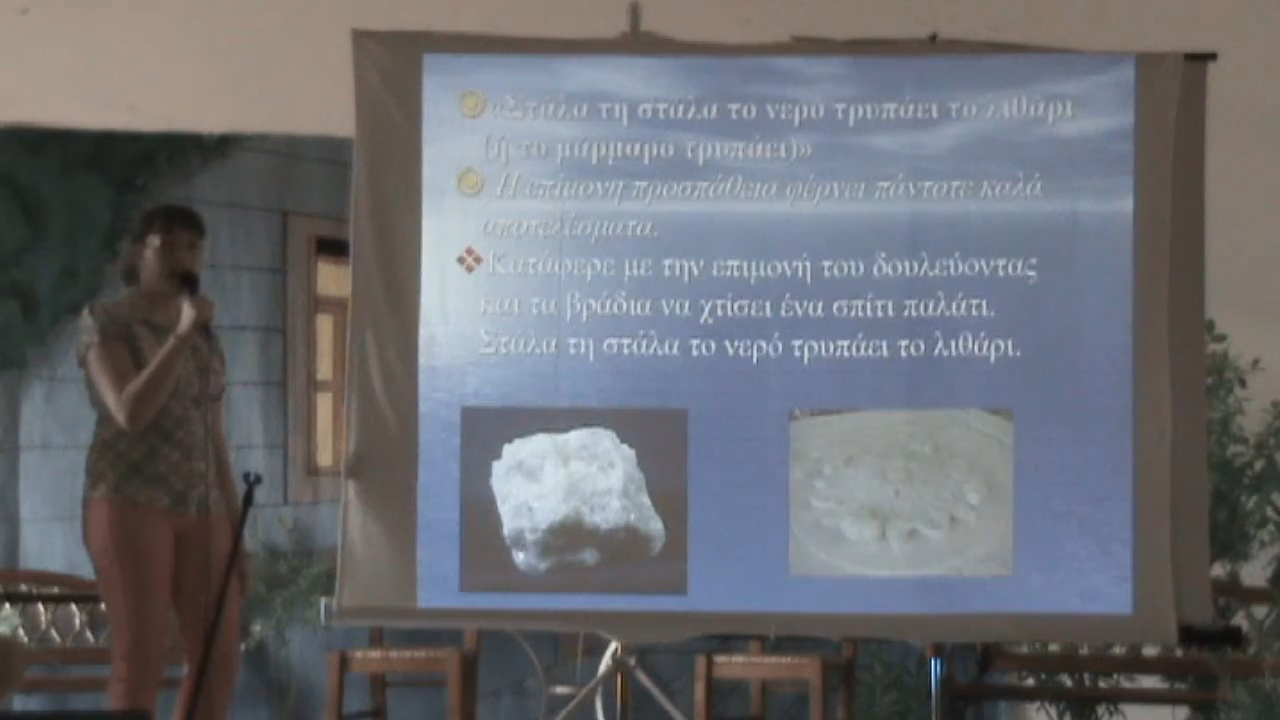 «Στάλα τη στάλα το νερό τρυπάει το λιθάρι
(ή το μάρμαρο τρυπάει)»
Η επίμονη προσπάθεια φέρνει πάντοτε καλά
αποτελέσματα.
Κατάφερε με την επιμονή του δουλεύοντας
και τα βράδια να χτίσει ένα σπίτι παλάτι.
Στάλα τη στάλα το νερό τρυπάει το λιθάρι.